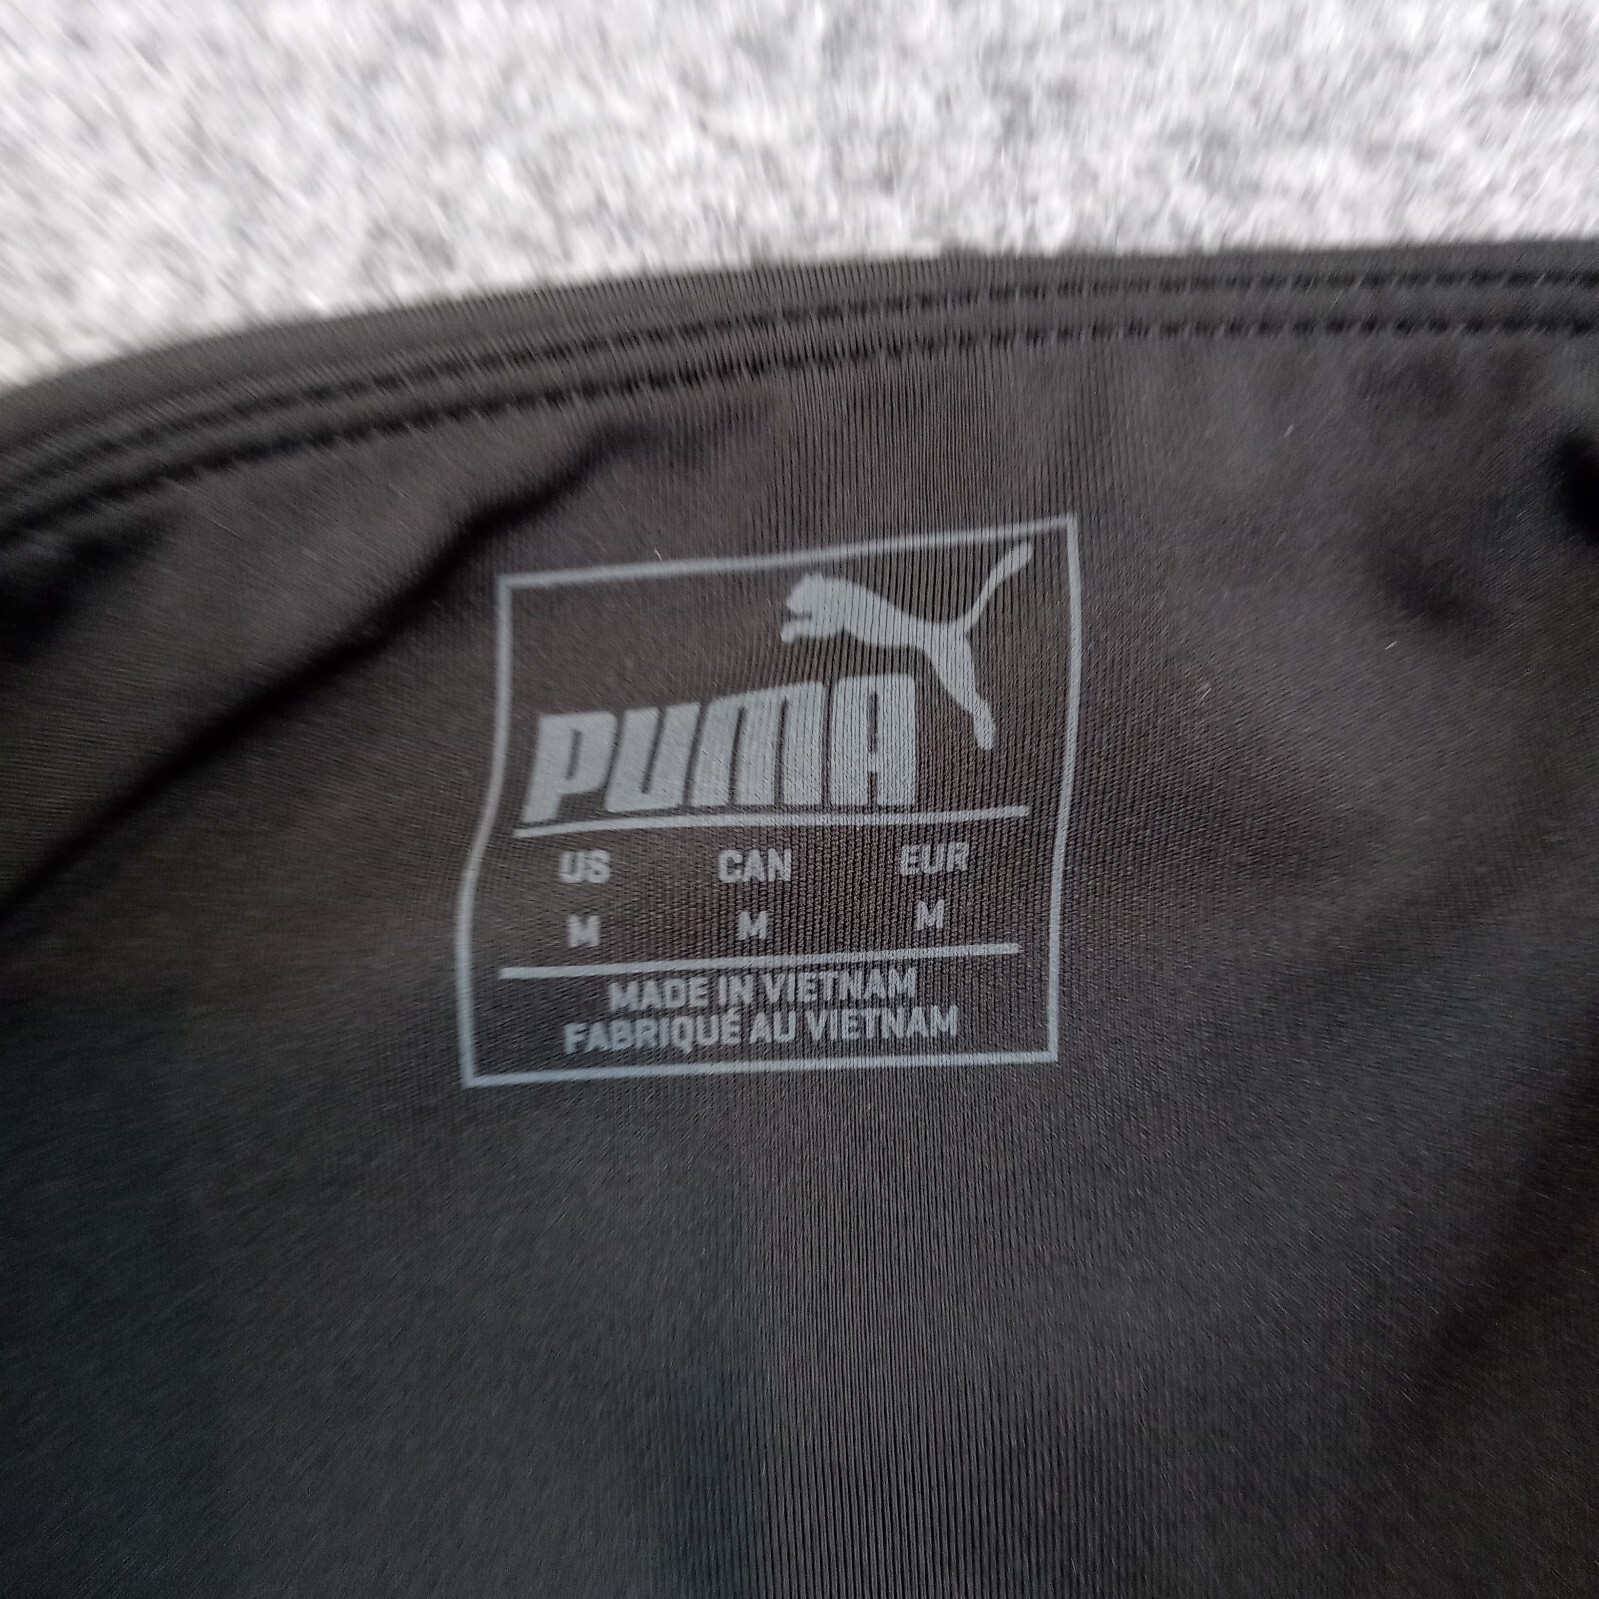 PUMA
US CAN EUR
M M M
MADE IN VIETNAM
FABRIQUÉ AU VIETNAM